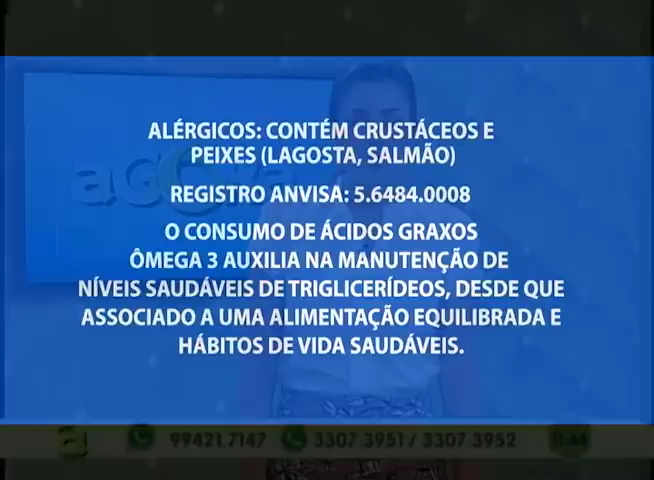 ALÉRGICOS: CONTÉM CRUSTÁCEOS E
PEIXES (LAGOSTA, SALMÃO)
agora
REGISTRO ANVISA: 5.6484.0008
O CONSUMO DE ÁCIDOS GRAXOS
ÔMEGA 3 AUXILIA NA MANUTENÇÃO DE
NÍVEIS SAUDÁVEIS DE TRIGLICERÍDEOS, DESDE QUE
ASSOCIADO A UMA ALIMENTAÇÃO EQUILIBRADA E
HÁBITOS DE VIDA SAUDÁVEIS.
a 99421.7147 3307.3951 / 3307.3952